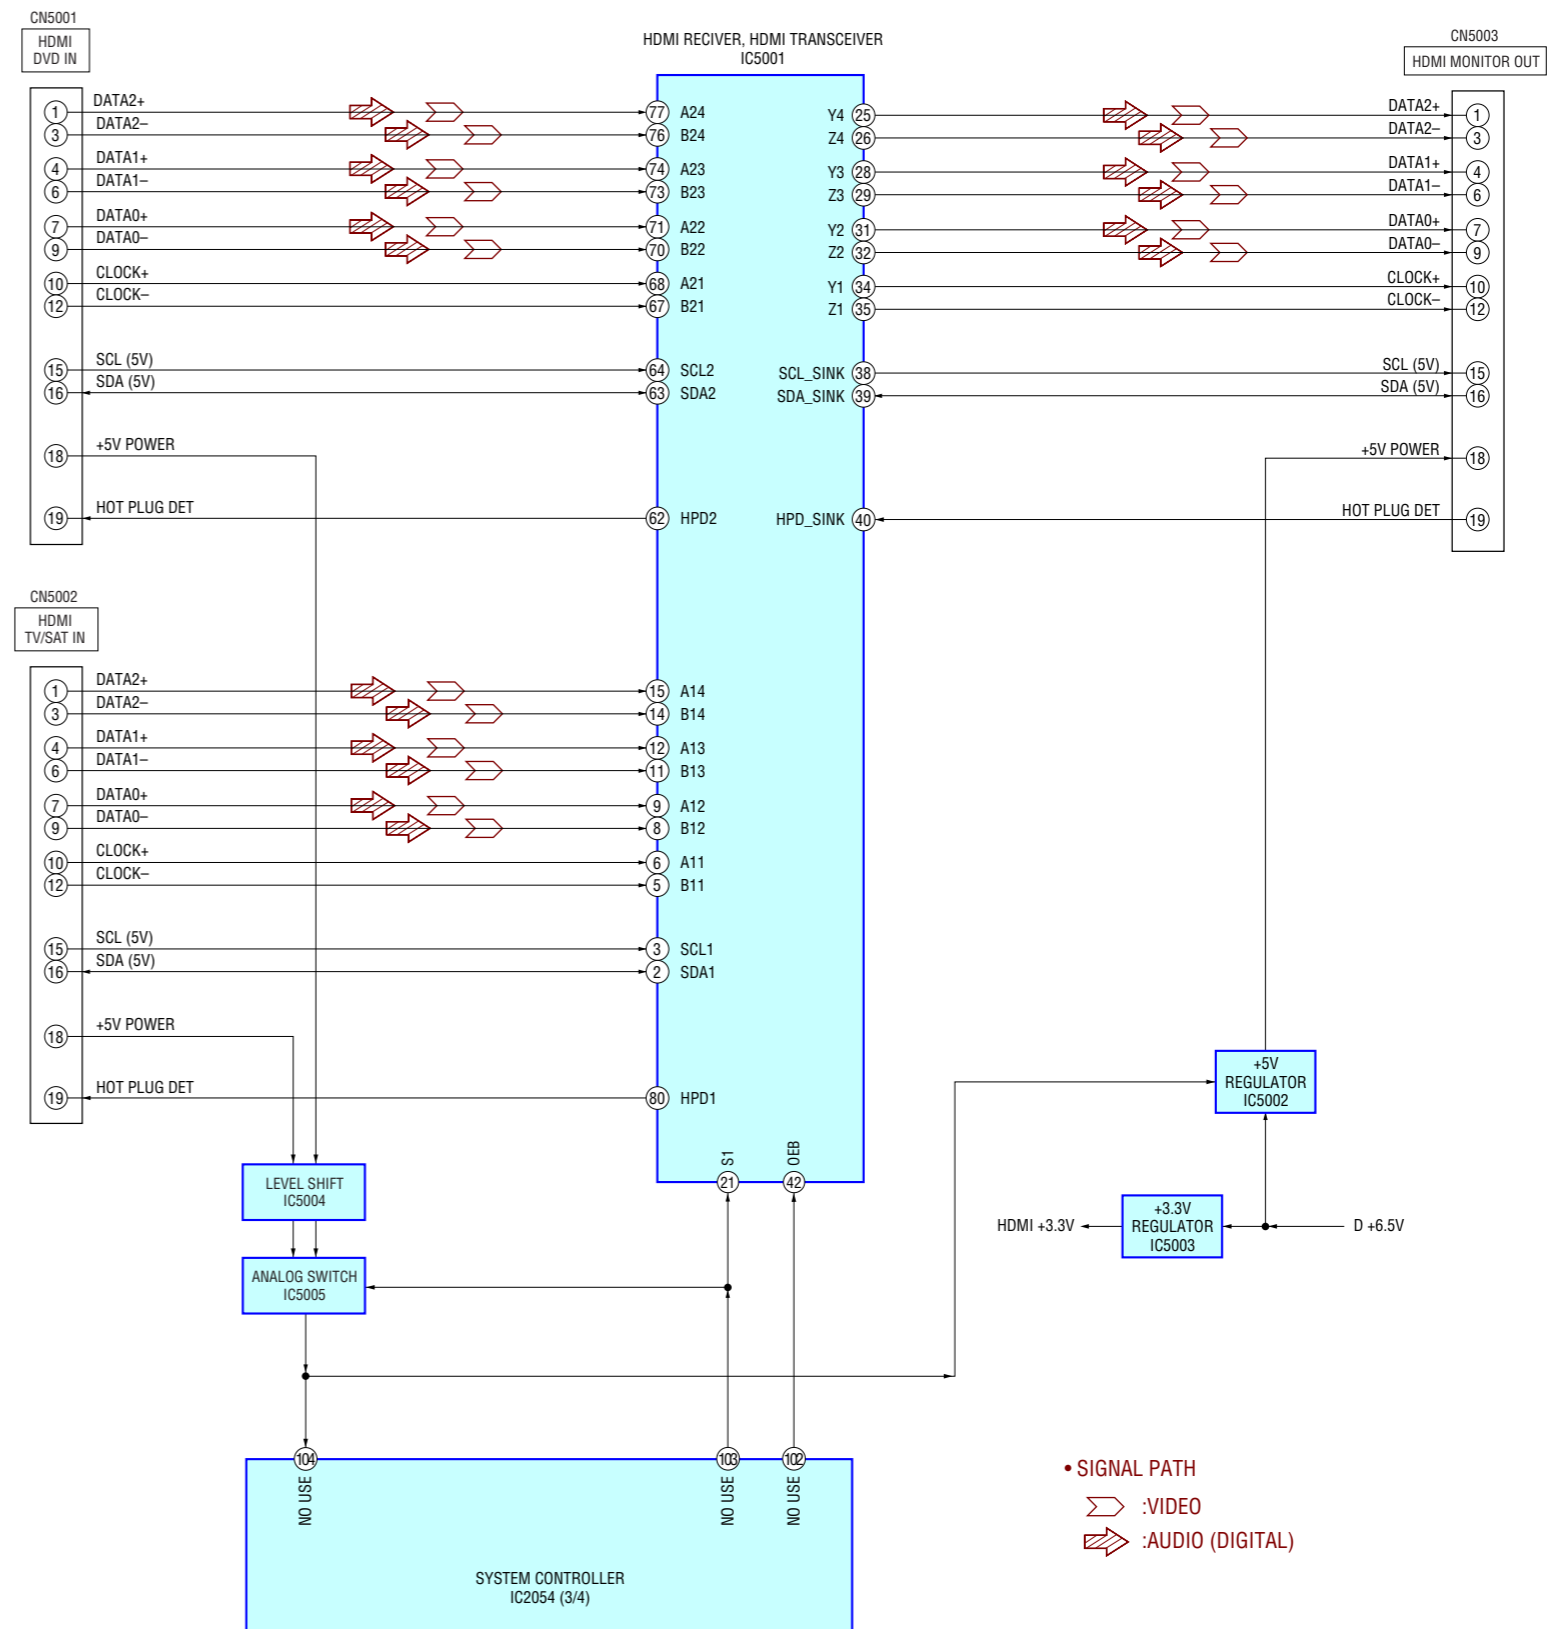 CN5001
HDMI
DVD IN
HDMI RECIVER, HDMI TRANSCEIVER
IC5001
CN5003
HDMI MONITOR OUT
1 DATA2+ 77 A24
3 DATA2– 76 B24
4 DATA1+ 74 A23
6 DATA1– 73 B23
7 DATA0+ 71 A22
9 DATA0– 70 B22
10 CLOCK+ 68 A21
12 CLOCK– 67 B21
15 SCL (5V) 64 SCL2
16 SDA (5V) 63 SDA2
18 +5V POWER
19 HOT PLUG DET 62 HPD2
Y4 25 DATA2+ 1
Z4 26 DATA2– 3
Y3 28 DATA1+ 4
Z3 29 DATA1– 6
Y2 31 DATA0+ 7
Z2 32 DATA0– 9
Y1 34 CLOCK+ 10
Z1 35 CLOCK– 12
SCL_SINK 38 SCL (5V) 15
SDA_SINK 39 SDA (5V) 16
+5V POWER 18
HPD_SINK 40 HOT PLUG DET 19
CN5002
HDMI
TV/SAT IN
1 DATA2+ 15 A14
3 DATA2– 14 B14
4 DATA1+ 12 A13
6 DATA1– 11 B13
7 DATA0+ 9 A12
9 DATA0– 8 B12
10 CLOCK+ 6 A11
12 CLOCK– 5 B11
15 SCL (5V) 3 SCL1
16 SDA (5V) 2 SDA1
18 +5V POWER
19 HOT PLUG DET 80 HPD1
S1
OEB
21
42
+5V
REGULATOR
IC5002
LEVEL SHIFT
IC5004
HDMI +3.3V
+3.3V
REGULATOR
IC5003
D +6.5V
ANALOG SWITCH
IC5005
104
103
102
NO USE
NO USE
NO USE
SYSTEM CONTROLLER
IC2054 (3/4)
• SIGNAL PATH
:VIDEO
:AUDIO (DIGITAL)